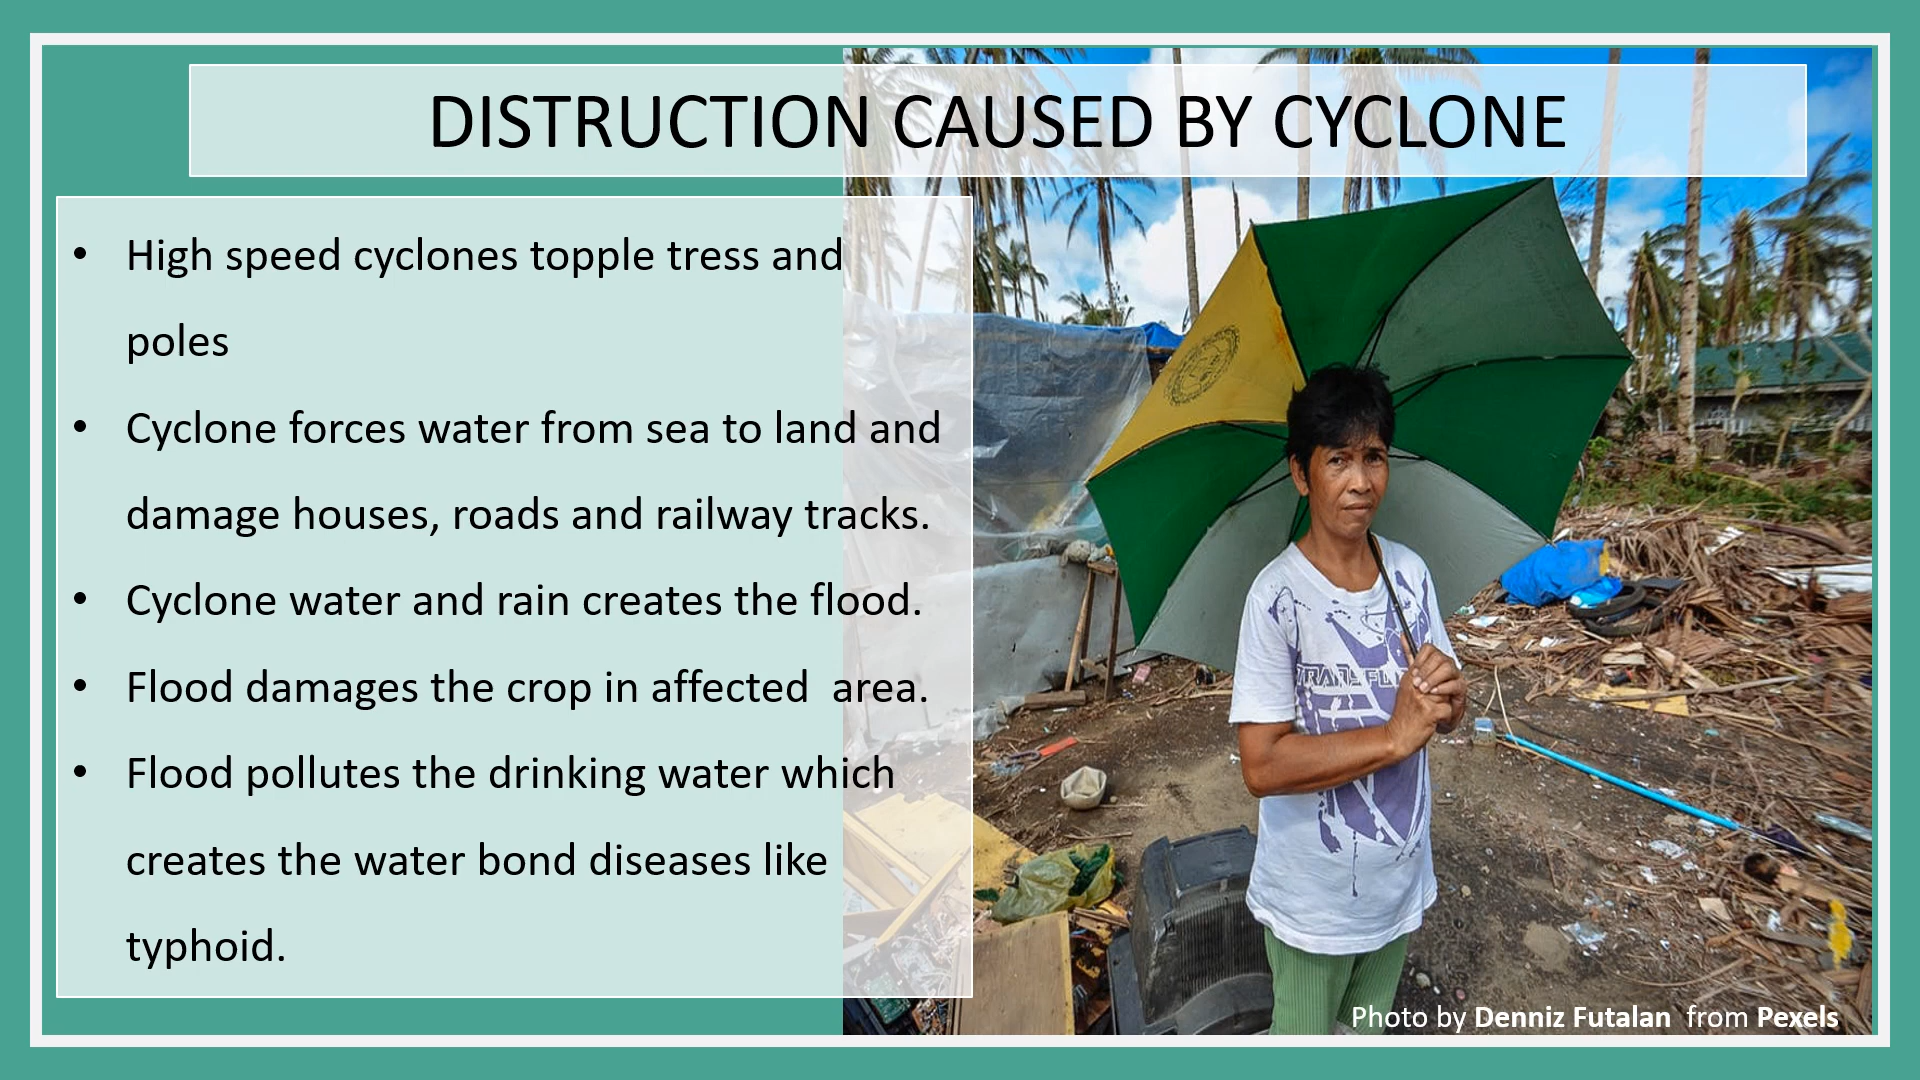 DISTRUCTION CAUSED BY CYCLONE
• High speed cyclones topple tress and
poles
• Cyclone forces water from sea to land and
damage houses, roads and railway tracks.
• Cyclone water and rain creates the flood.
• Flood damages the crop in affected  area.
• Flood pollutes the drinking water which
creates the water bond diseases like
typhoid.
Photo by Denniz Futalan  from Pexels